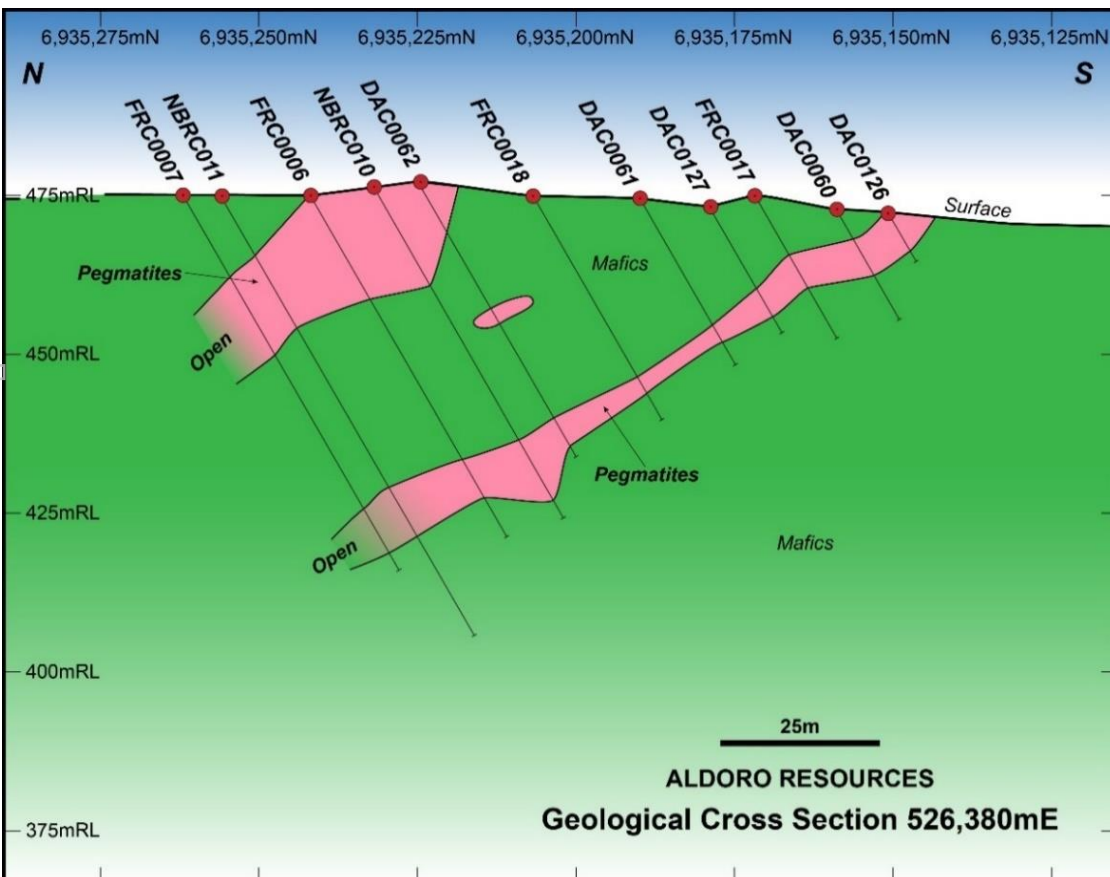 6,935,275mN 6,935,250mN 6,935,225mN 6,935,200mN 6,935,175mN 6,935,150mN 6,935,125mN
N
S
FRC0007
NBRC011
FRC0006
NBRC010
DAC0062
FRC0018
DAC0061
DAC0127
FRC0017
DAC0060
DAC0126
475mRL
Surface
Mafics
Pegmatites
Open
450mRL
Pegmatites
425mRL
Mafics
Open
400mRL
25m
ALDORO RESOURCES
Geological Cross Section 526,380mE
375mRL